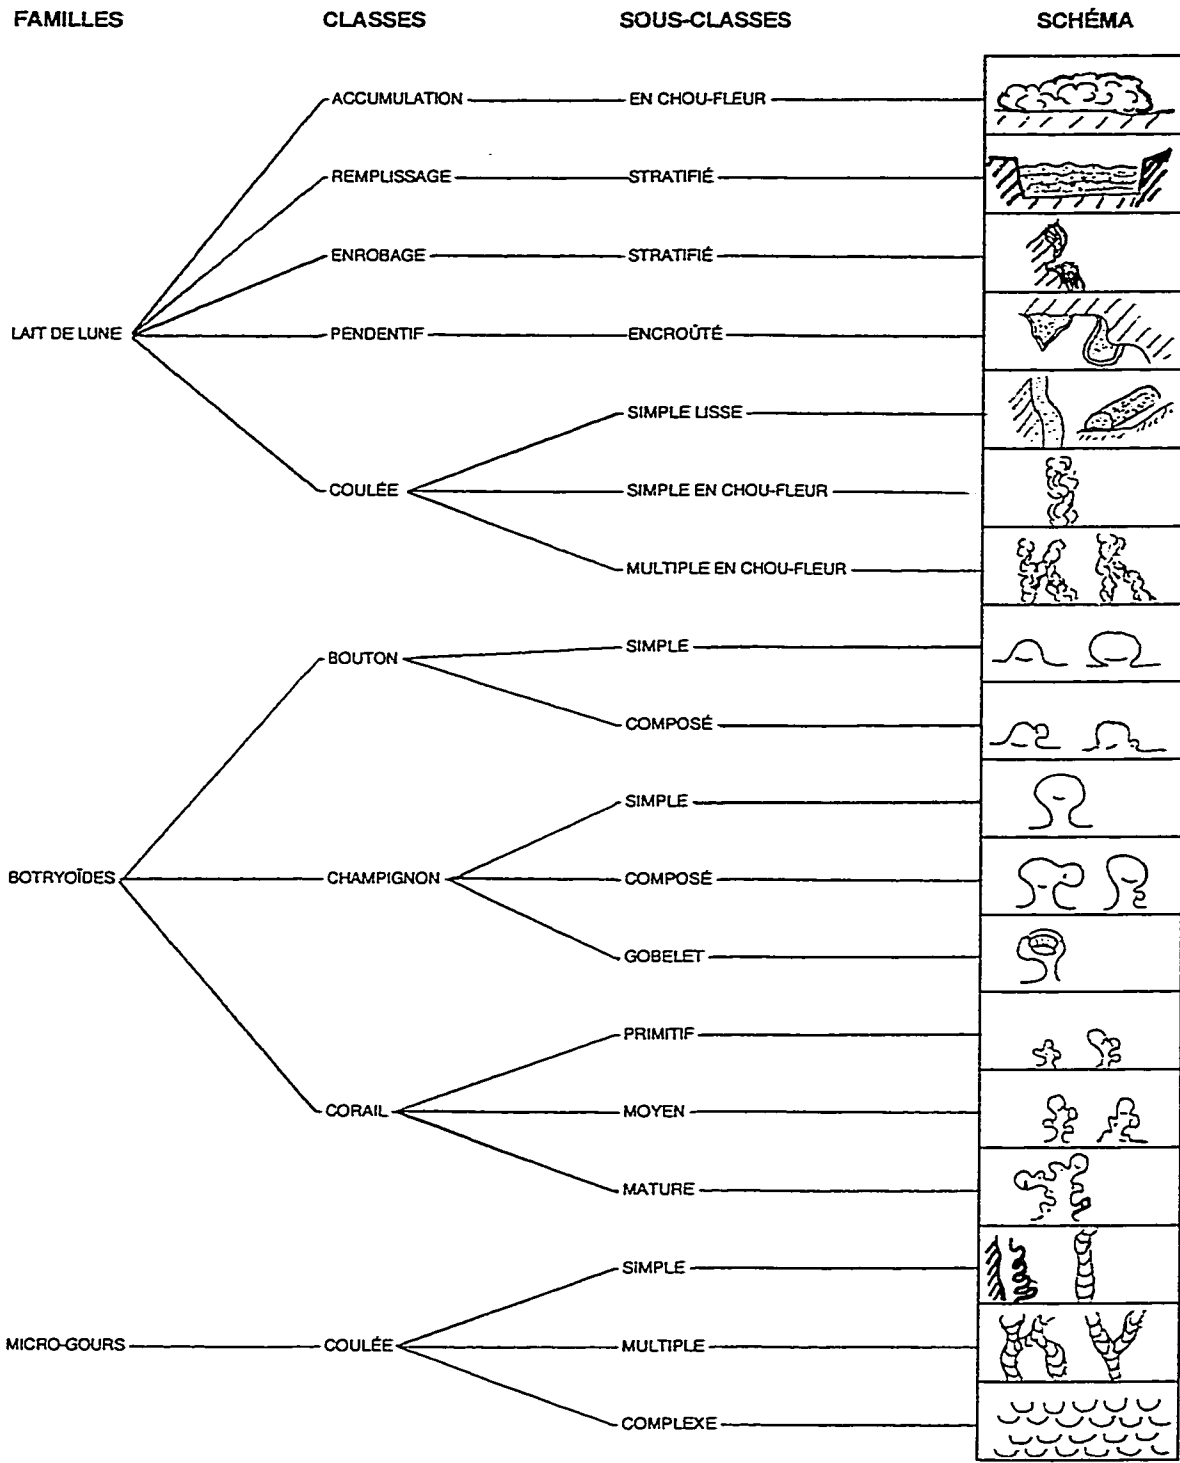 FAMILLES CLASSES SOUS-CLASSES SCHÉMA
ACCUMULATION EN CHOU-FLEUR
REMPLISSAGE STRATIFIÉ
ENROBAGE STRATIFIÉ
LAIT DE LUNE PENDENTIF ENCROÛTÉ
SIMPLE LISSE
COULÉE SIMPLE EN CHOU-FLEUR
MULTIPLE EN CHOU-FLEUR
SIMPLE
BOUTON
COMPOSÉ
SIMPLE
BOTRYOÏDES CHAMPIGNON COMPOSÉ
GOBELET
PRIMITIF
CORAIL MOYEN
MATURE
SIMPLE
MICRO-GOURS COULÉE MULTIPLE
COMPLEXE